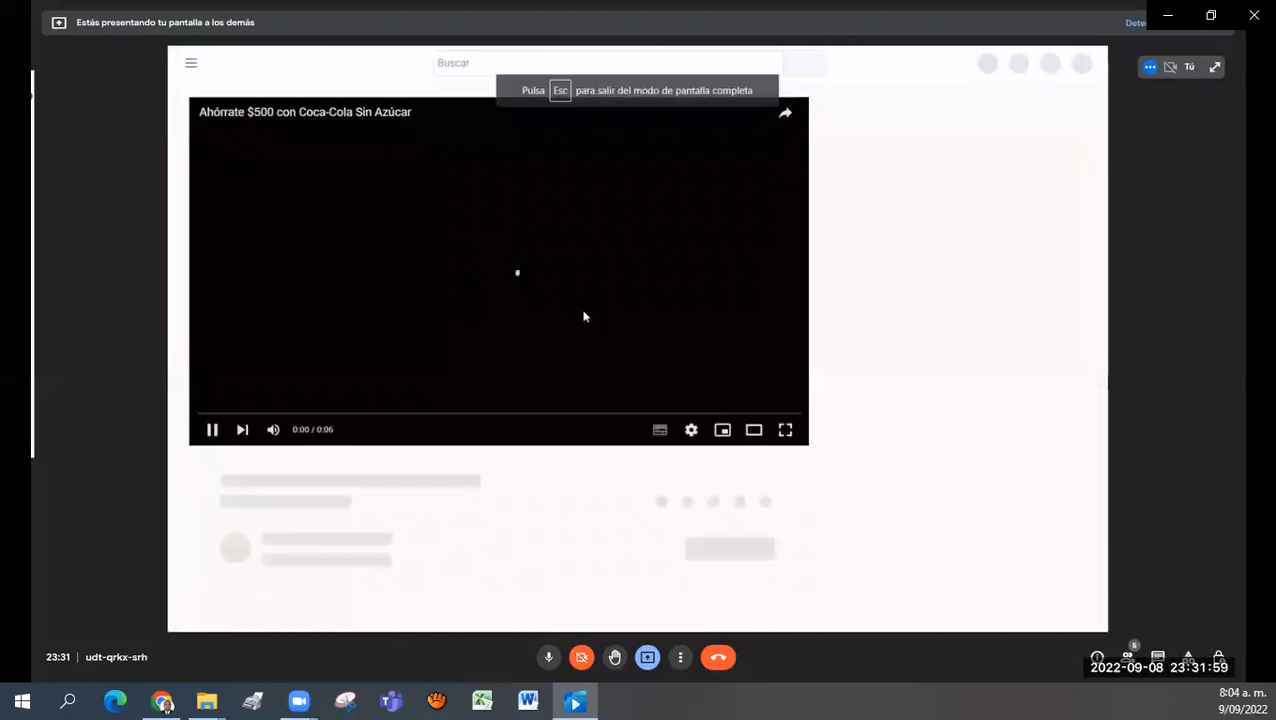 Estás presentando tu pantalla a los demás
Buscar
Pulsa Esc para salir del modo de pantalla completa
Tú
Ahórrate $500 con Coca-Cola Sin Azúcar
0:00 / 0:06
23:31 | udt-qrkx-srh
5
2022-09-08 23:31:59
8:04 a. m.
9/09/2022